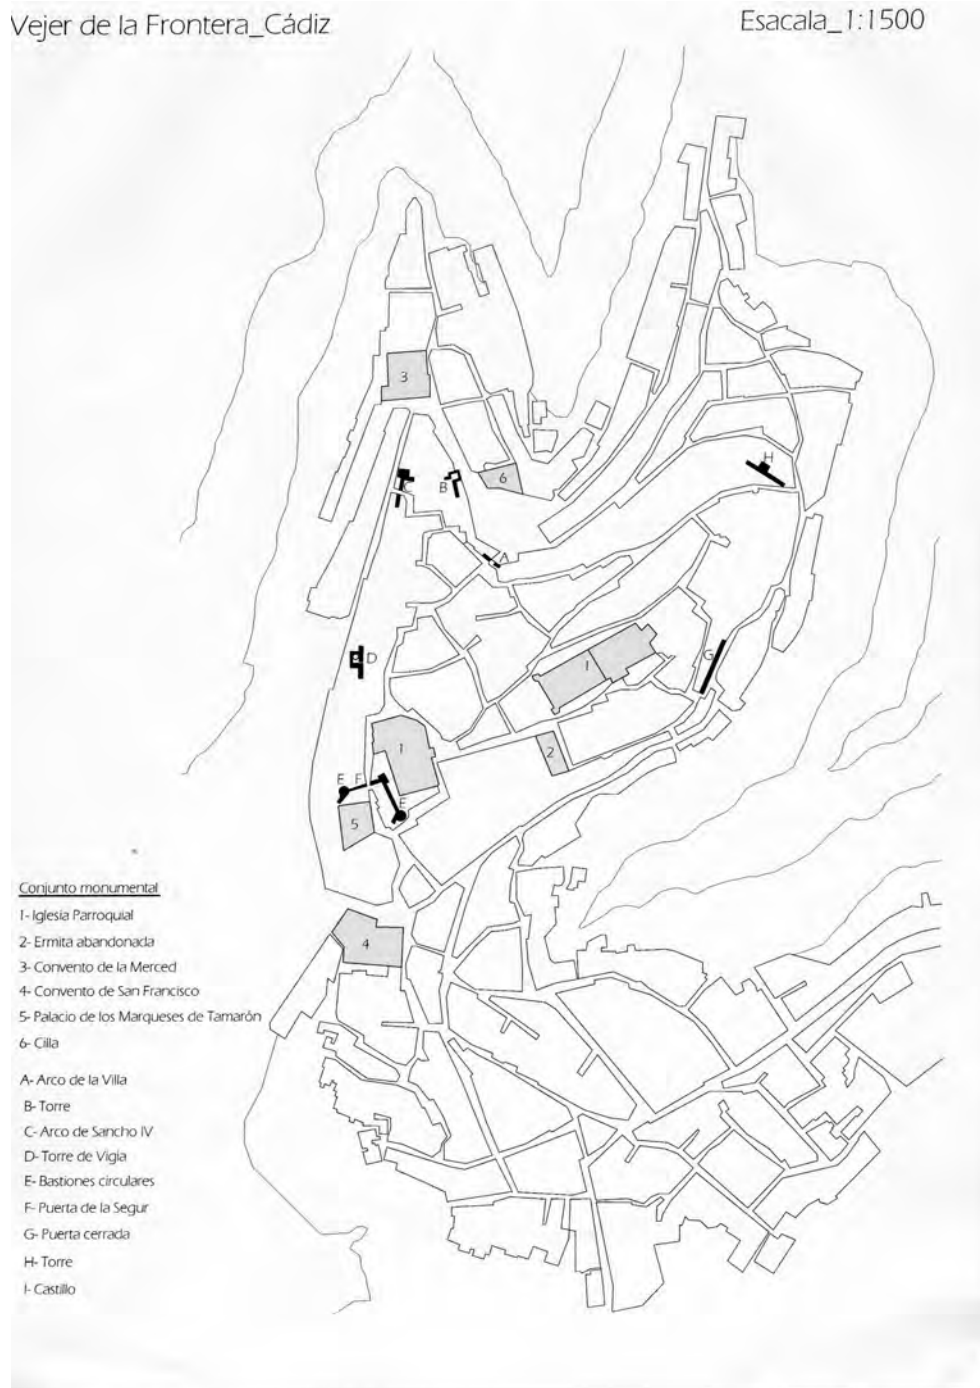 Vejer de la Frontera_Cádiz
Esacala_1:1500
3
H
C
B
6
A
D
I
G
1
2
E
F
E
5
4
Conjunto monumental
1- Iglesia Parroquial
2- Ermita abandonada
3- Convento de la Merced
4- Convento de San Francisco
5- Palacio de los Marqueses de Tamarón
6- Cilla
A- Arco de la Villa
B- Torre
C- Arco de Sancho IV
D- Torre de Vigía
E- Bastiones circulares
F- Puerta de la Segur
G- Puerta cerrada
H- Torre
I- Castillo